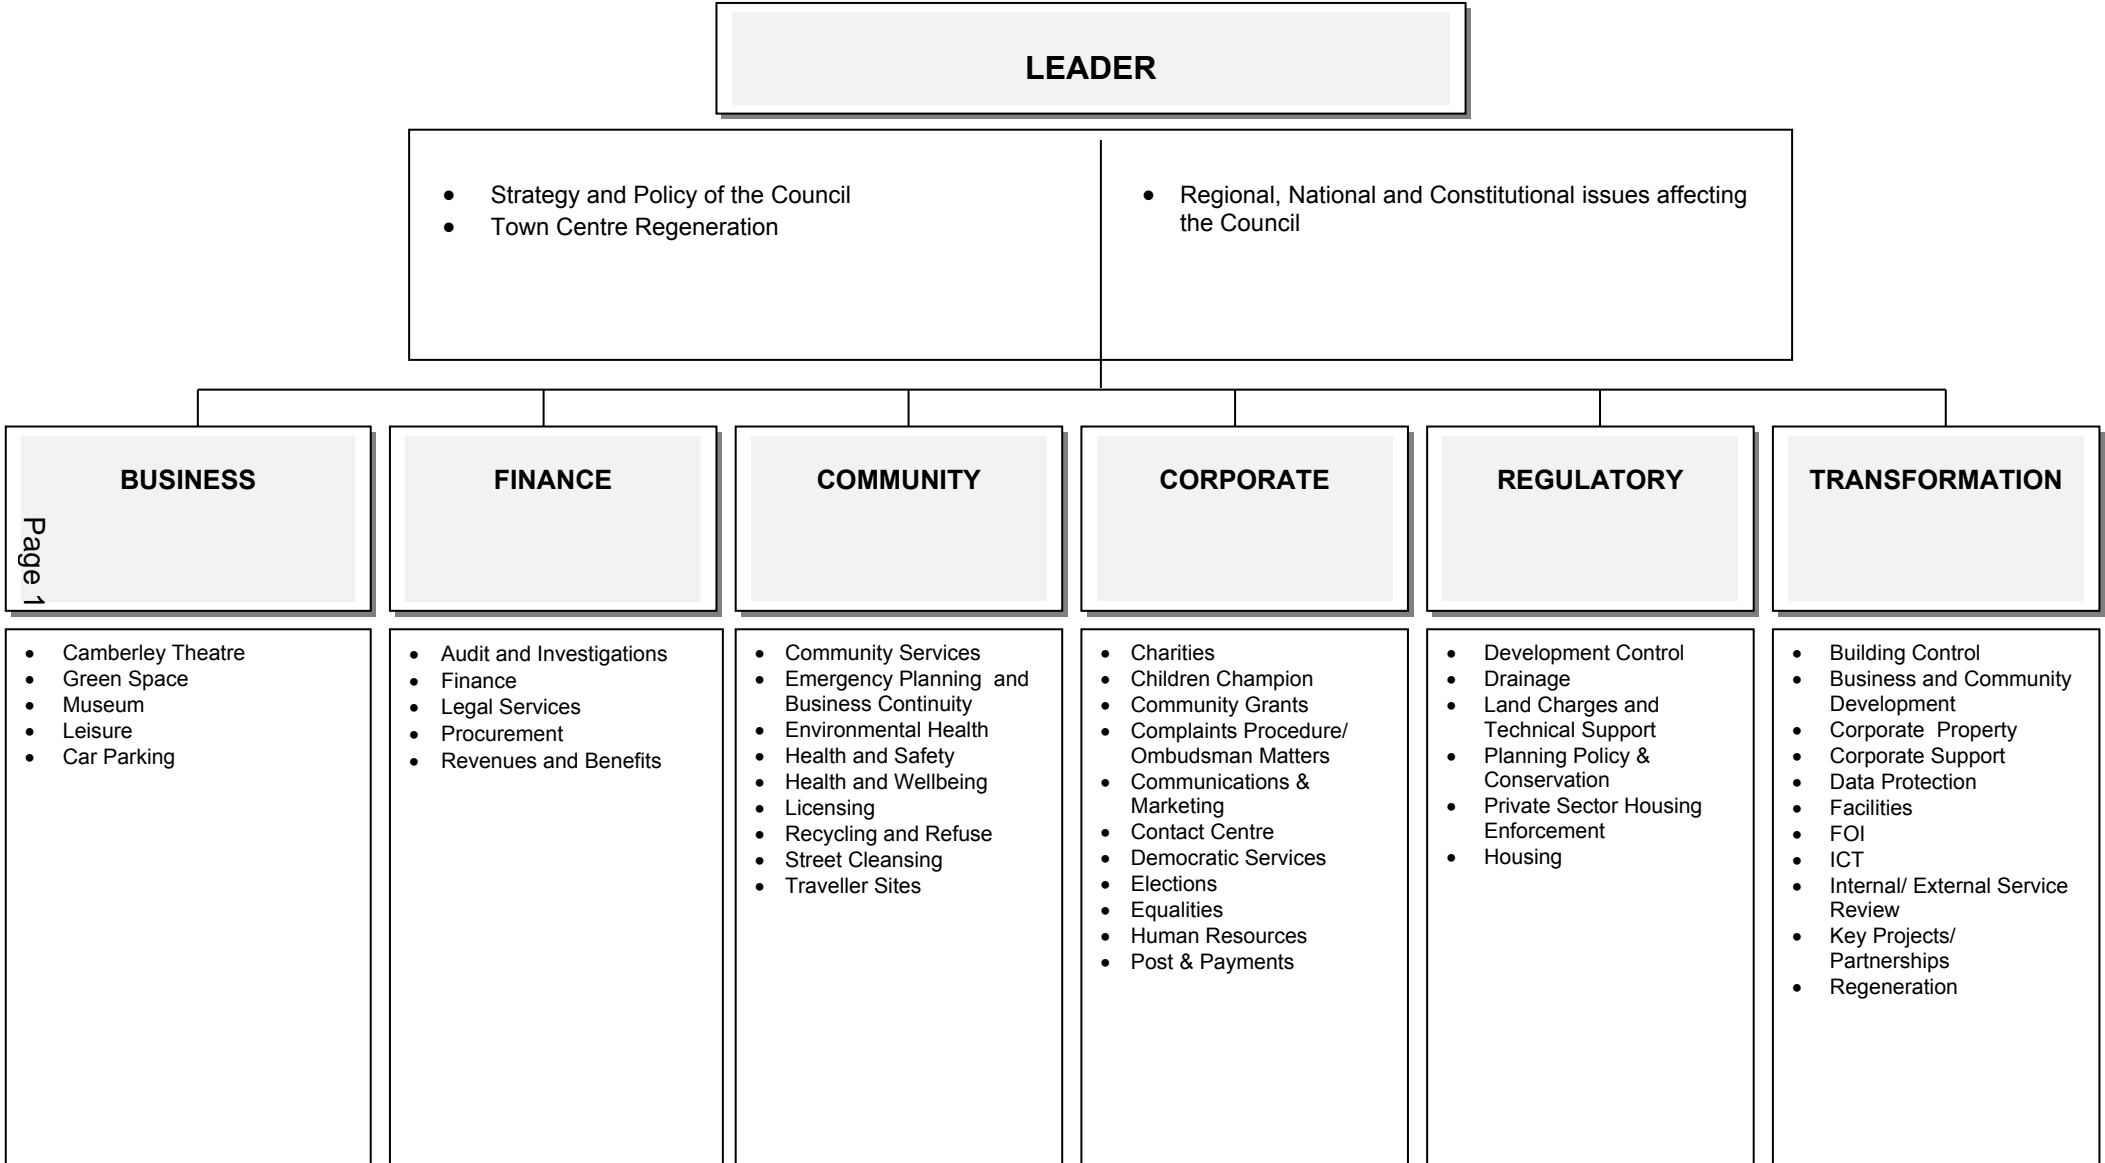 LEADER
• Strategy and Policy of the Council
• Town Centre Regeneration
• Regional, National and Constitutional issues affecting
the Council
BUSINESS
Page 1
• Camberley Theatre
• Green Space
• Museum
• Leisure
• Car Parking
FINANCE
• Audit and Investigations
• Finance
• Legal Services
• Procurement
• Revenues and Benefits
COMMUNITY
• Community Services
• Emergency Planning and
Business Continuity
• Environmental Health
• Health and Safety
• Health and Wellbeing
• Licensing
• Recycling and Refuse
• Street Cleansing
• Traveller Sites
CORPORATE
• Charities
• Children Champion
• Community Grants
• Complaints Procedure/
Ombudsman Matters
• Communications &
Marketing
• Contact Centre
• Democratic Services
• Elections
• Equalities
• Human Resources
• Post & Payments
REGULATORY
• Development Control
• Drainage
• Land Charges and
Technical Support
• Planning Policy &
Conservation
• Private Sector Housing
Enforcement
• Housing
TRANSFORMATION
• Building Control
• Business and Community
Development
• Corporate Property
• Corporate Support
• Data Protection
• Facilities
• FOI
• ICT
• Internal/ External Service
Review
• Key Projects/
Partnerships
• Regeneration